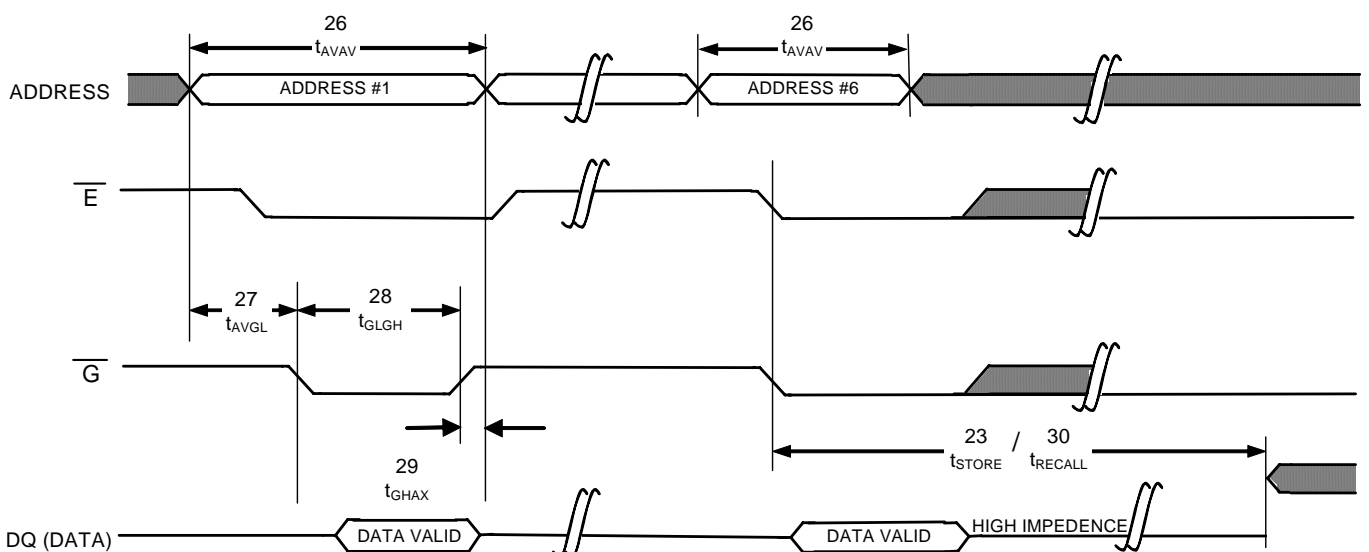 26
tAVAV
26
tAVAV
ADDRESS
ADDRESS #1
ADDRESS #6
E
27
tAVGL
28
tGLGH
G
23 / 30
tSTORE tRECALL
29
tGHAX
DQ (DATA)
DATA VALID
DATA VALID
HIGH IMPEDENCE